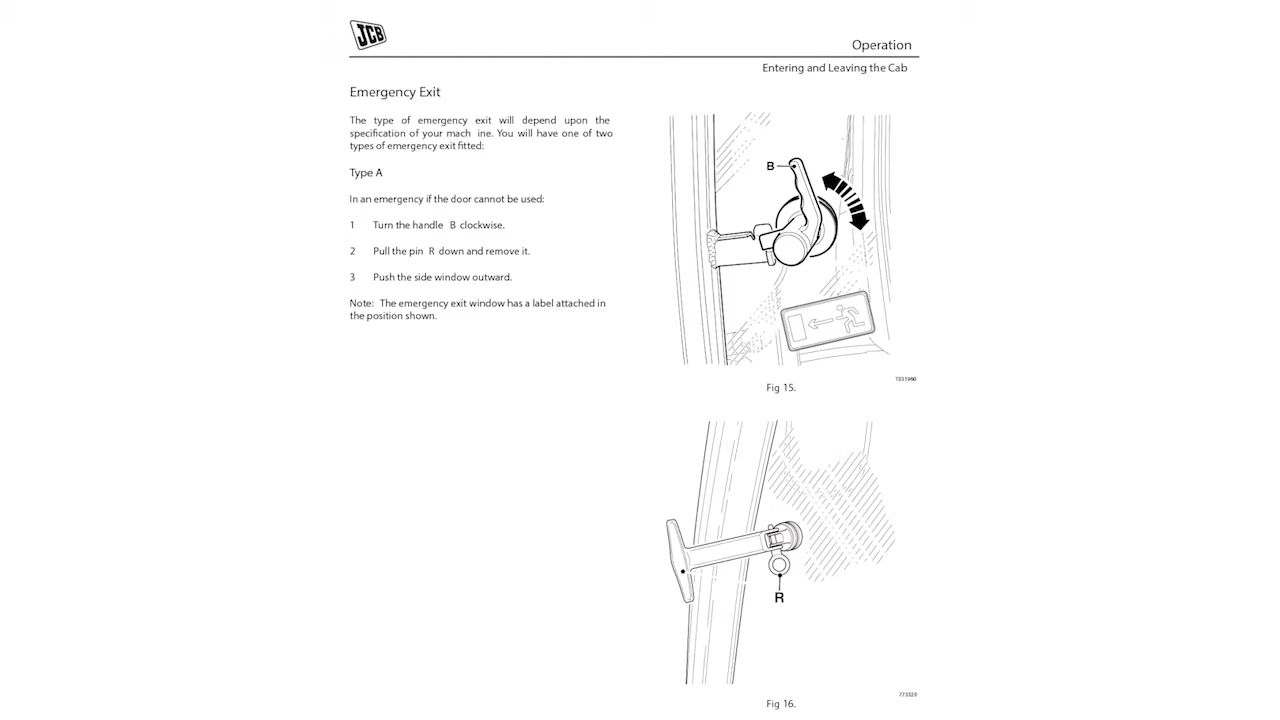 JCB
Operation
Entering and Leaving the Cab
Emergency Exit
The type of emergency exit will depend upon the
specification of your mach ine. You will have one of two
types of emergency exit fitted:
Type A
In an emergency if the door cannot be used:
1 Turn the handle B clockwise.
2 Pull the pin R down and remove it.
3 Push the side window outward.
Note: The emergency exit window has a label attached in
the position shown.
B
T031960
Fig 15.
R
773520
Fig 16.